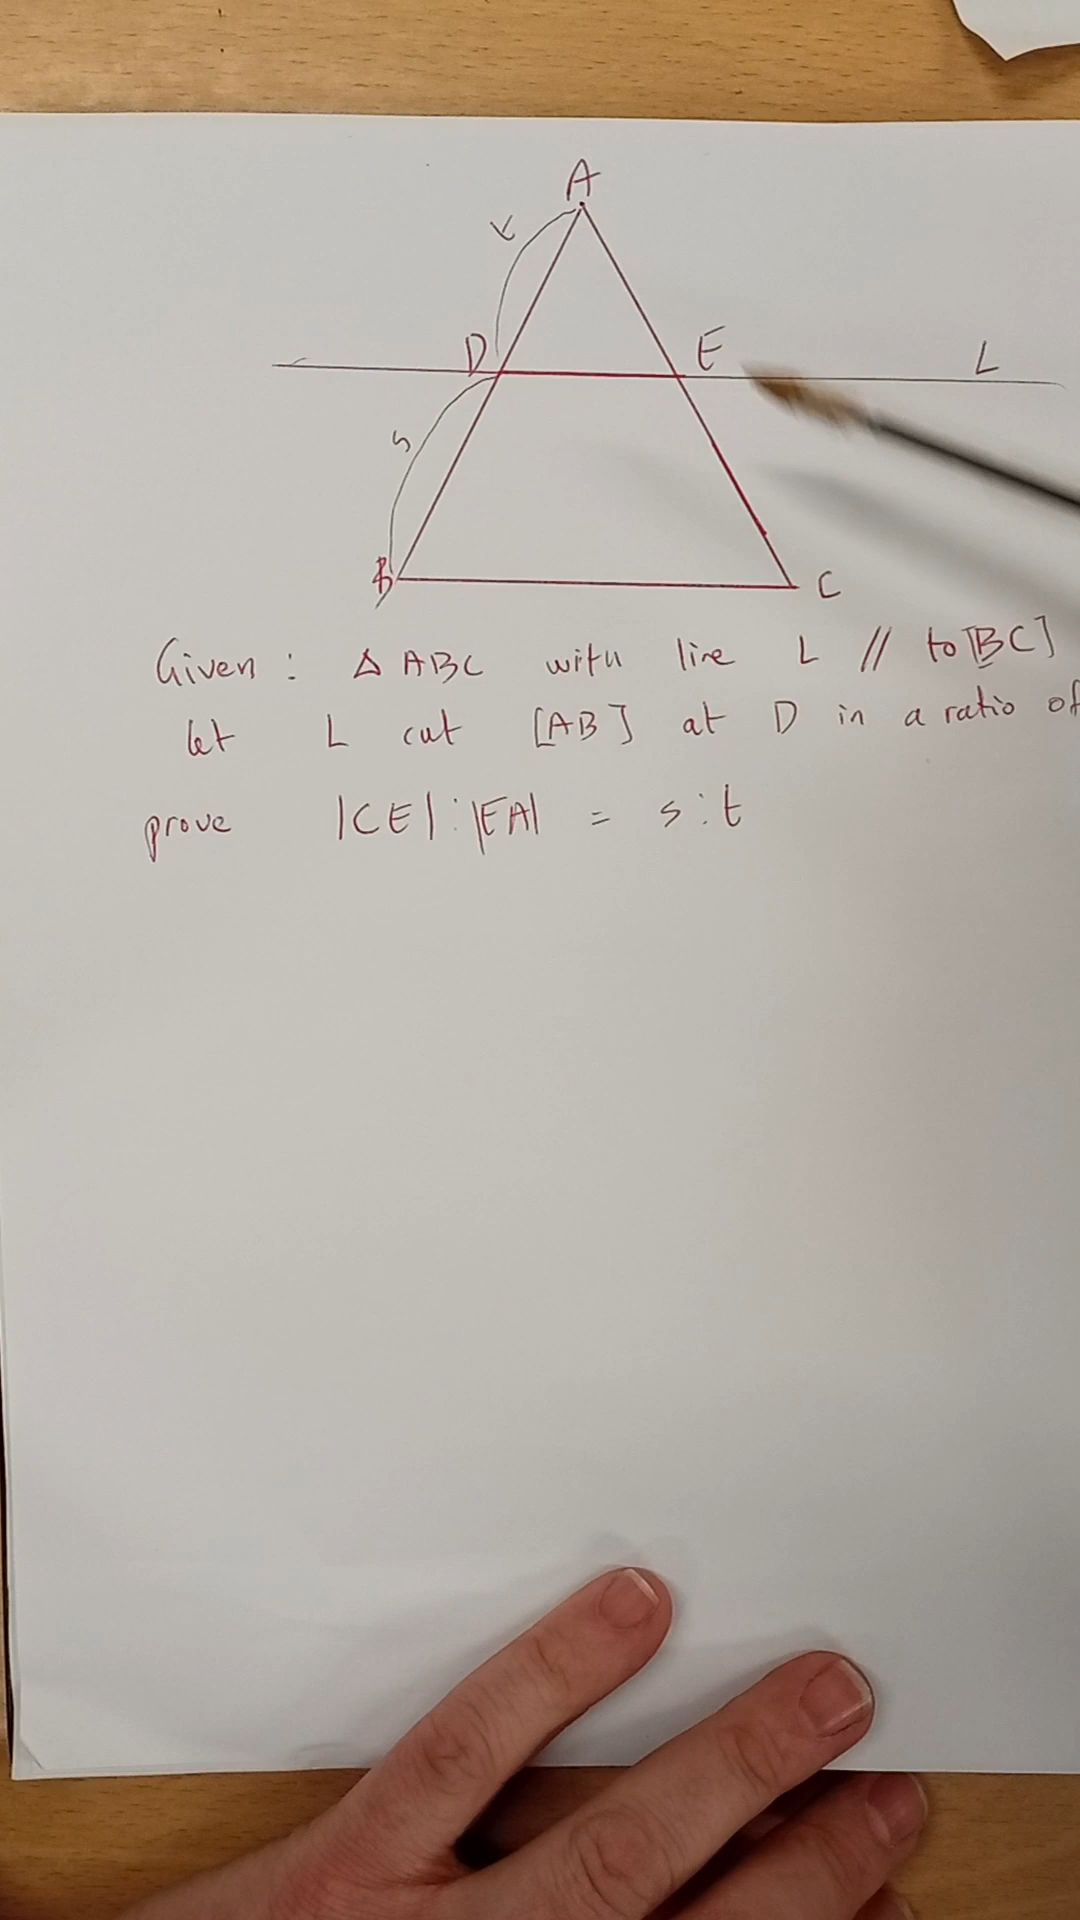 A
t
D
E
L
s
B
C
Given : Δ ABC with line L // to [BC]
let L cut [AB] at D in a ratio of
prove |CE| : |EA| = s : t